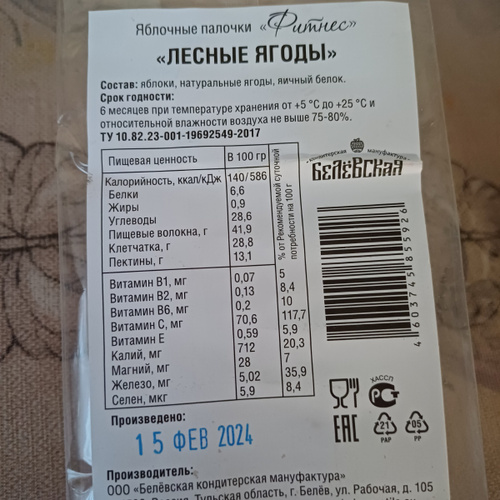 Яблочные палочки «Фитнес»
«ЛЕСНЫЕ ЯГОДЫ»
Состав: яблоки, натуральные ягоды, яичный белок.
Срок годности:
6 месяцев при температуре хранения от +5 °С до +25 °С и
относительной влажности воздуха не выше 75-80%.
ТУ 10.82.23-001-19692549-2017
Пищевая ценность В 100 гр % от Рекомендуемой суточной потребности на 100 г
Калорийность, ккал/кДж 140/586
Белки 6,6
Жиры 0,9
Углеводы 28,6
Пищевые волокна, г 41,9
Клетчатка, г 28,8
Пектины, г 13,1
Витамин В1, мг 0,07 5
Витамин В2, мг 0,13 8,4
Витамин В6, мг 0,2 10
Витамин С, мг 70,6 117,7
Витамин Е 0,59 5,9
Калий, мг 712 20,3
Магний, мг 28 7
Железо, мг 5,02 35,9
Селен, мкг 5,9 8,4
кондитерская мануфактура
БЕЛЁВСКАЯ
4 603745 855926
ХАССП
РСТ
EAC
21
PAP
05
PP
Произведено:
15 ФЕВ 2024
Производитель:
ООО «Белёвская кондитерская мануфактура»
Тульская область, г. Белёв, ул. Рабочая, д. 105